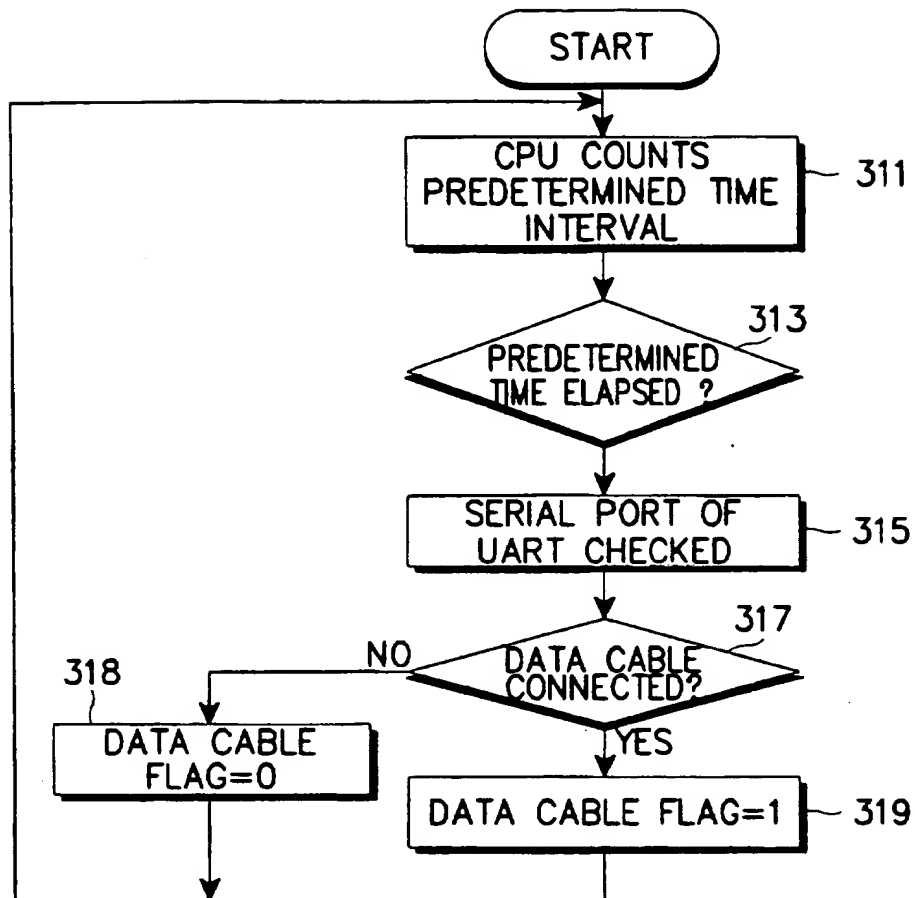 START
CPU COUNTS
PREDETERMINED TIME
INTERVAL
311
313
PREDETERMINED
TIME ELAPSED ?
SERIAL PORT OF
UART CHECKED
315
317
DATA CABLE
CONNECTED?
NO
YES
318
DATA CABLE
FLAG=0
DATA CABLE FLAG=1
319